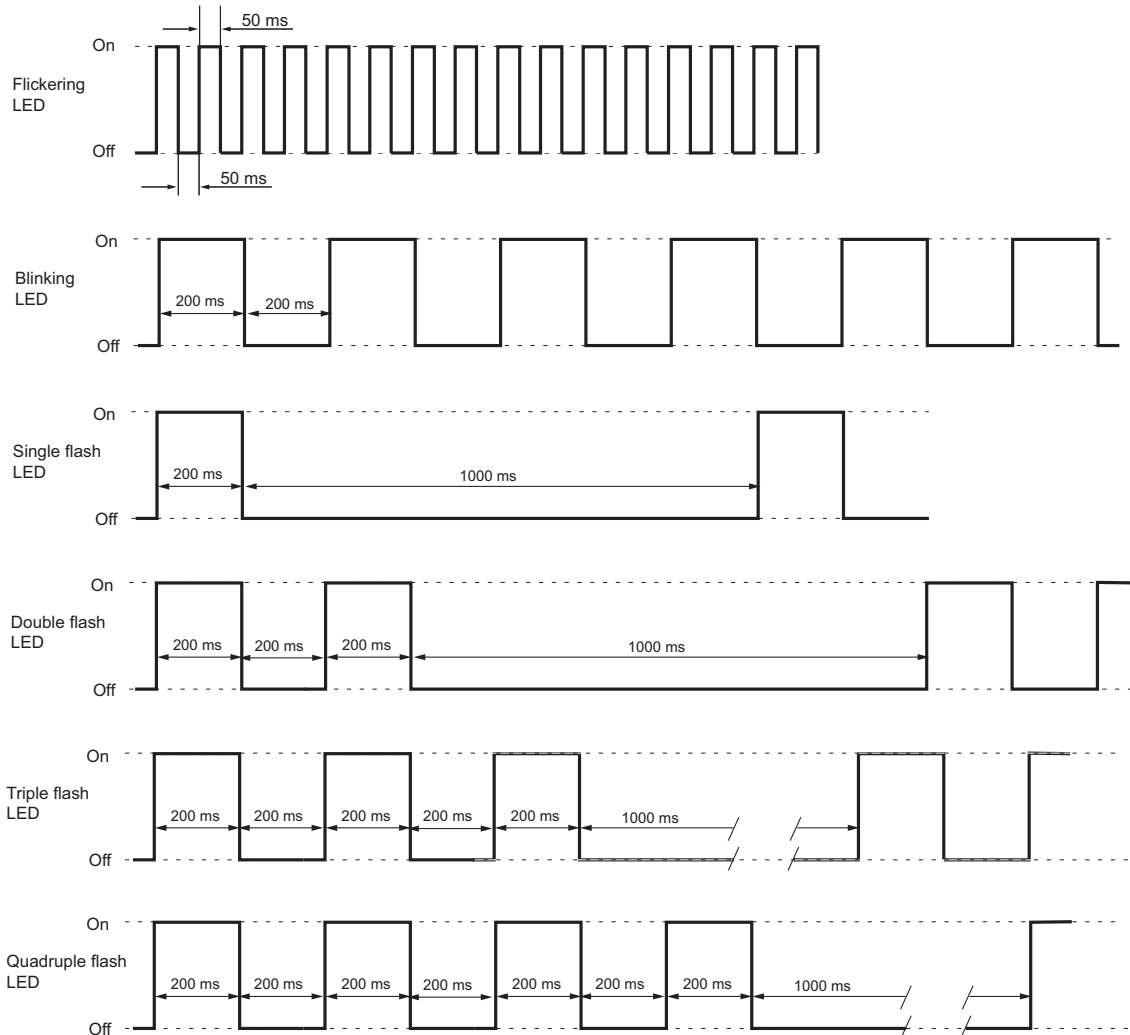 50 ms
On
Flickering
LED
Off
50 ms
On
Blinking
LED
200 ms 200 ms
Off
On
Single flash
LED
200 ms 1000 ms
Off
On
Double flash
LED
200 ms 200 ms 200 ms 1000 ms
Off
On
Triple flash
LED
200 ms 200 ms 200 ms 200 ms 200 ms 1000 ms
Off
On
Quadruple flash
LED
200 ms 200 ms 200 ms 200 ms 200 ms 200 ms 200 ms 1000 ms
Off